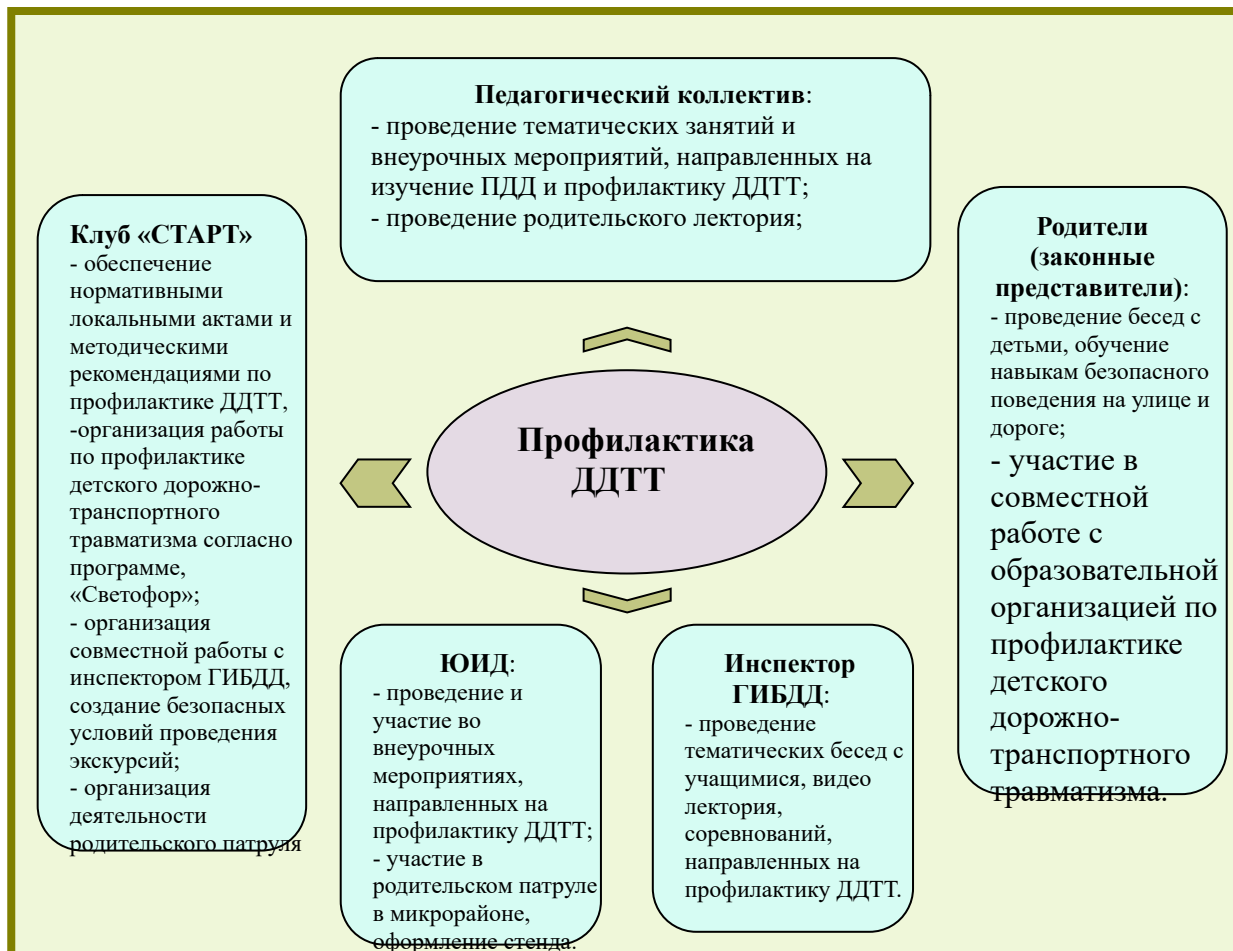 Педагогический коллектив:
- проведение тематических занятий и
внеурочных мероприятий, направленных на
изучение ПДД и профилактику ДДТТ;
- проведение родительского лектория;
Клуб «СТАРТ»
- обеспечение
нормативными
локальными актами и
методическими
рекомендациями по
профилактике ДДТТ,
-организация работы
по профилактике
детского дорожно-
транспортного
травматизма согласно
программе,
«Светофор»;
- организация
совместной работы с
инспектором ГИБДД,
создание безопасных
условий проведения
экскурсий;
- организация
деятельности
родительского патруля
Профилактика
ДДТТ
Родители
(законные
представители):
- проведение бесед с
детьми, обучение
навыкам безопасного
поведения на улице и
дороге;
- участие в
совместной
работе с
образовательной
организацией по
профилактике
детского
дорожно-
транспортного
травматизма.
ЮИД:
- проведение и
участие во
внеурочных
мероприятиях,
направленных на
профилактику ДДТТ;
- участие в
родительском патруле
в микрорайоне,
оформление стенда.
Инспектор
ГИБДД:
- проведение
тематических бесед с
учащимися, видео
лектория,
соревнований,
направленных на
профилактику ДДТТ.